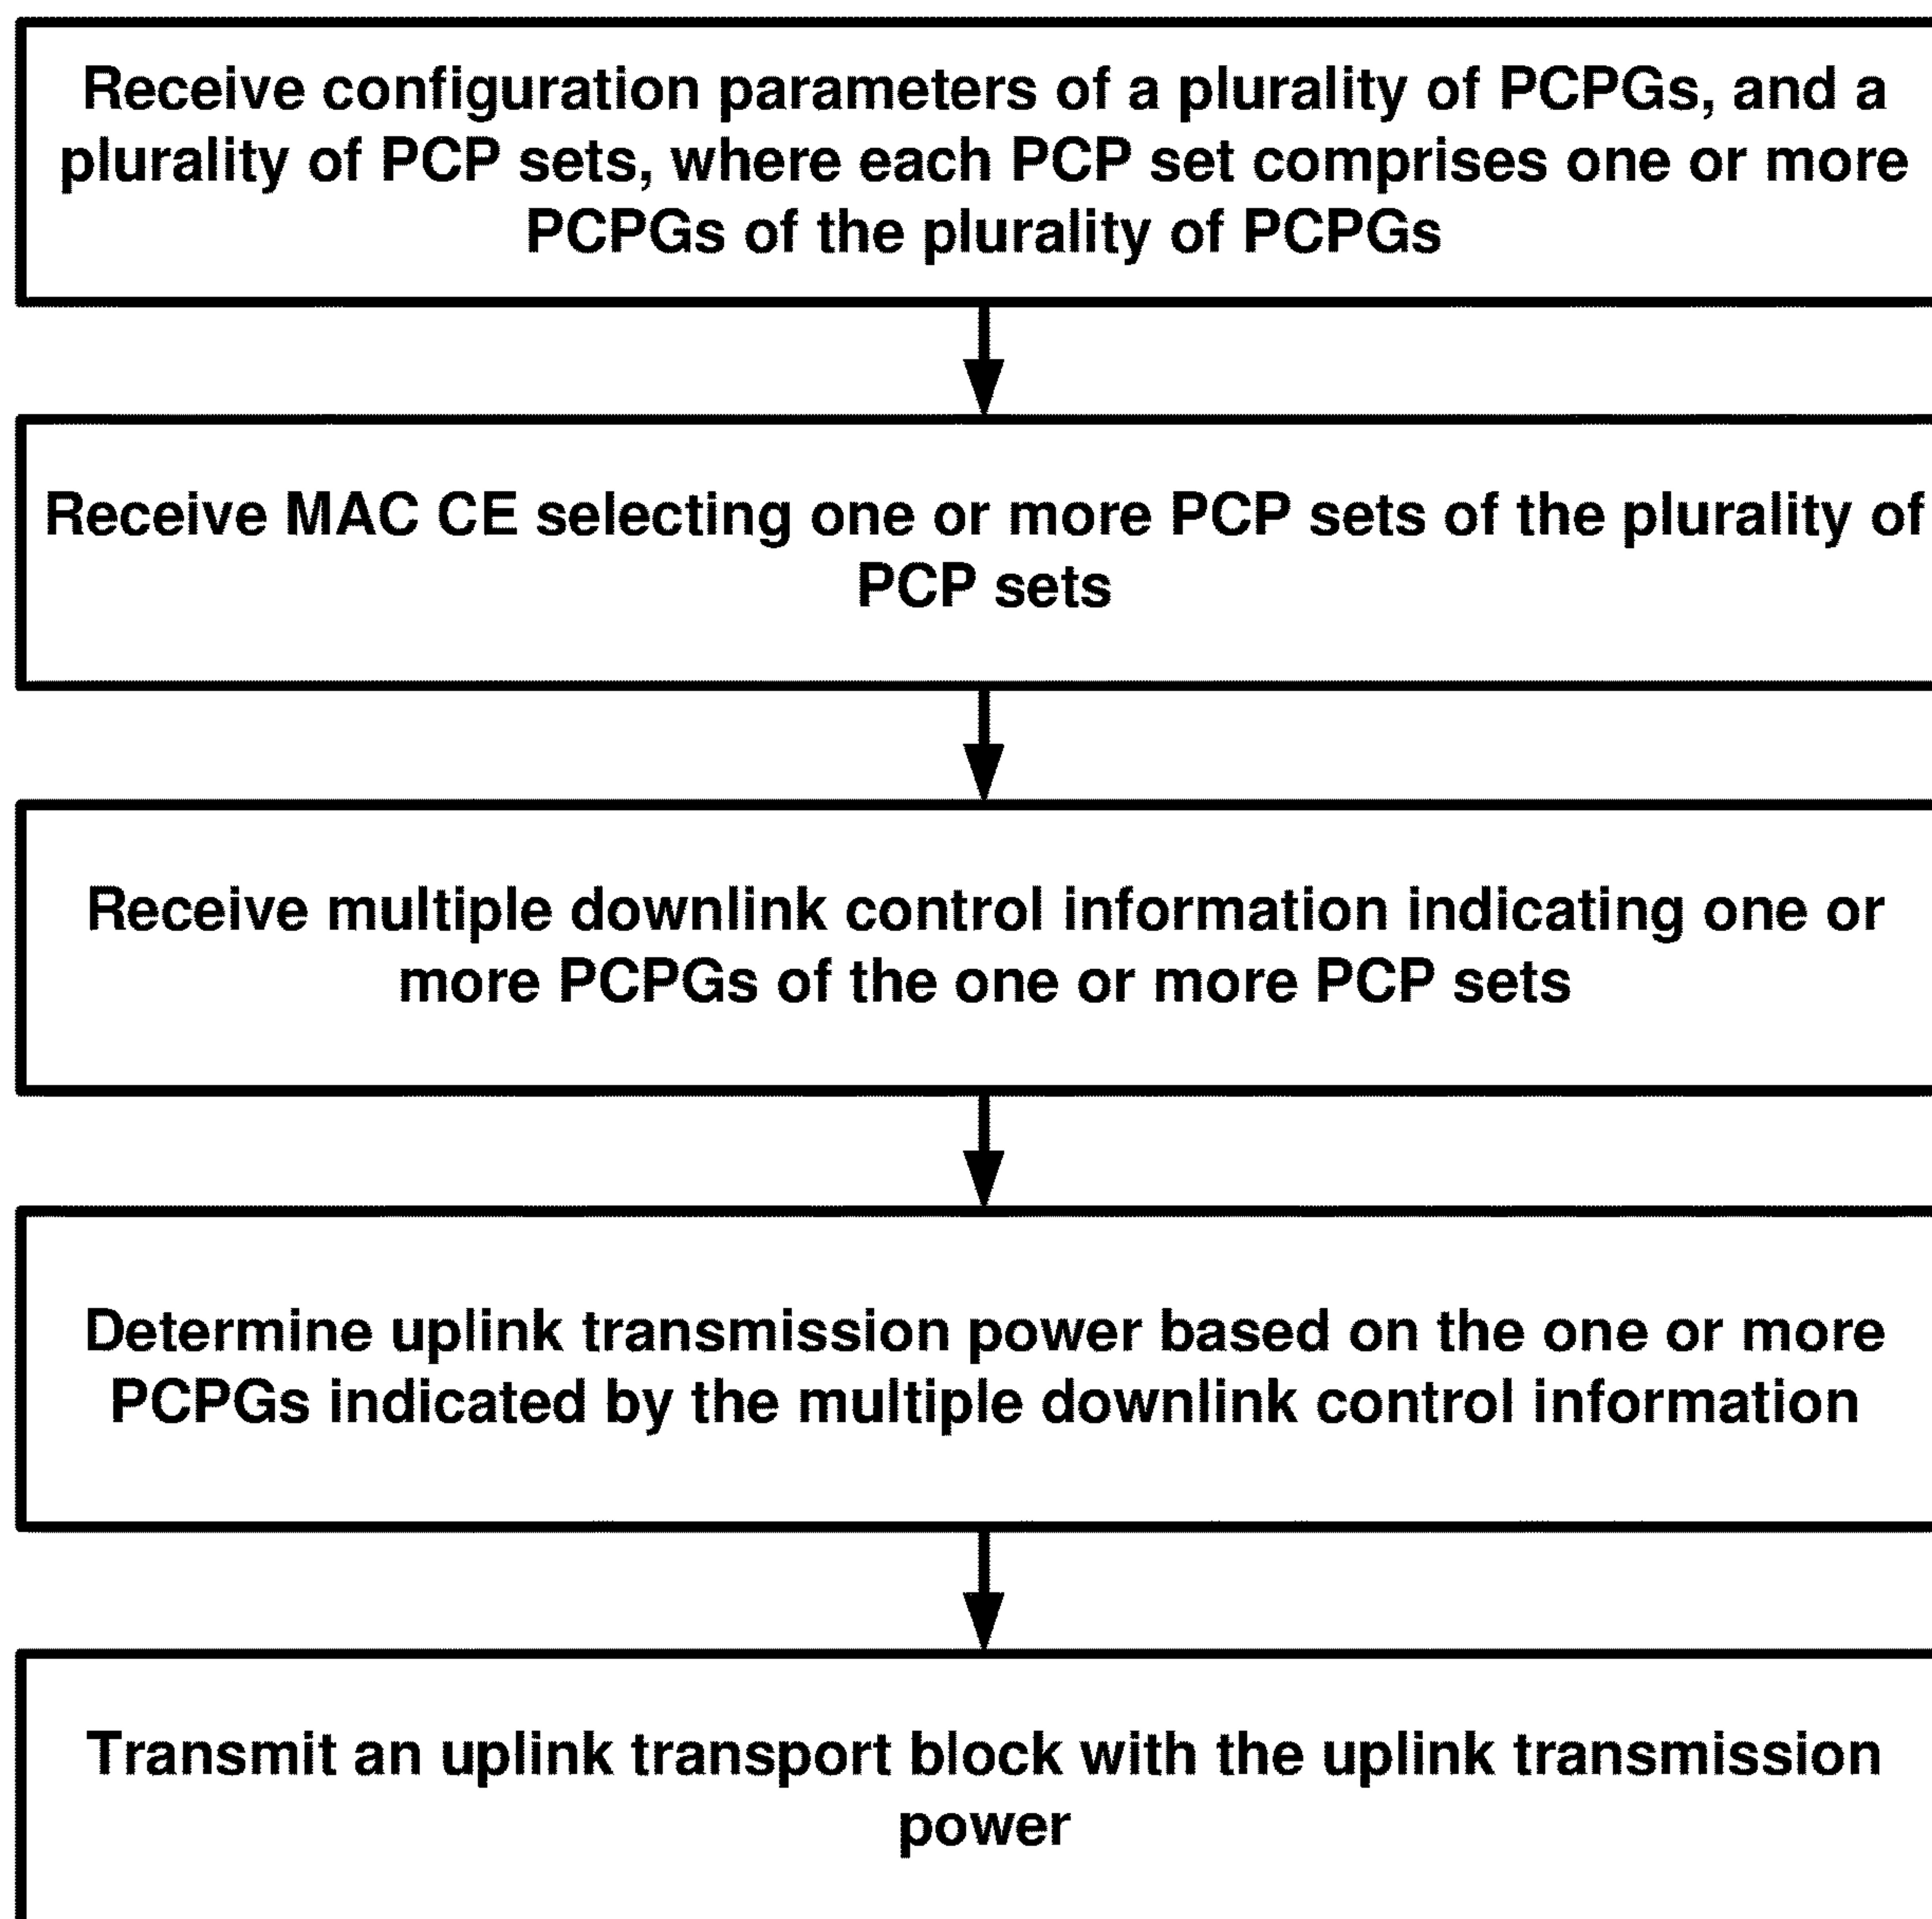 Receive configuration parameters of a plurality of PCPGs, and a
plurality of PCP sets, where each PCP set comprises one or more
PCPGs of the plurality of PCPGs
Receive MAC CE selecting one or more PCP sets of the plurality of
PCP sets
Receive multiple downlink control information indicating one or
more PCPGs of the one or more PCP sets
Determine uplink transmission power based on the one or more
PCPGs indicated by the multiple downlink control information
Transmit an uplink transport block with the uplink transmission
power